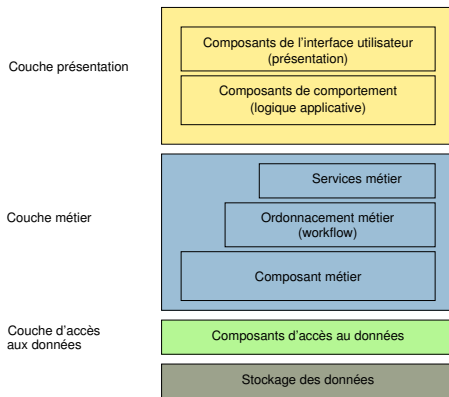 Composants de l'interface utilisateur
(présentation)
Couche présentation
Composants de comportement
(logique applicative)
Services métier
Couche métier
Ordonnacement métier
(workflow)
Composant métier
Couche d'accès
aux données
Composants d'accès au données
Stockage des données